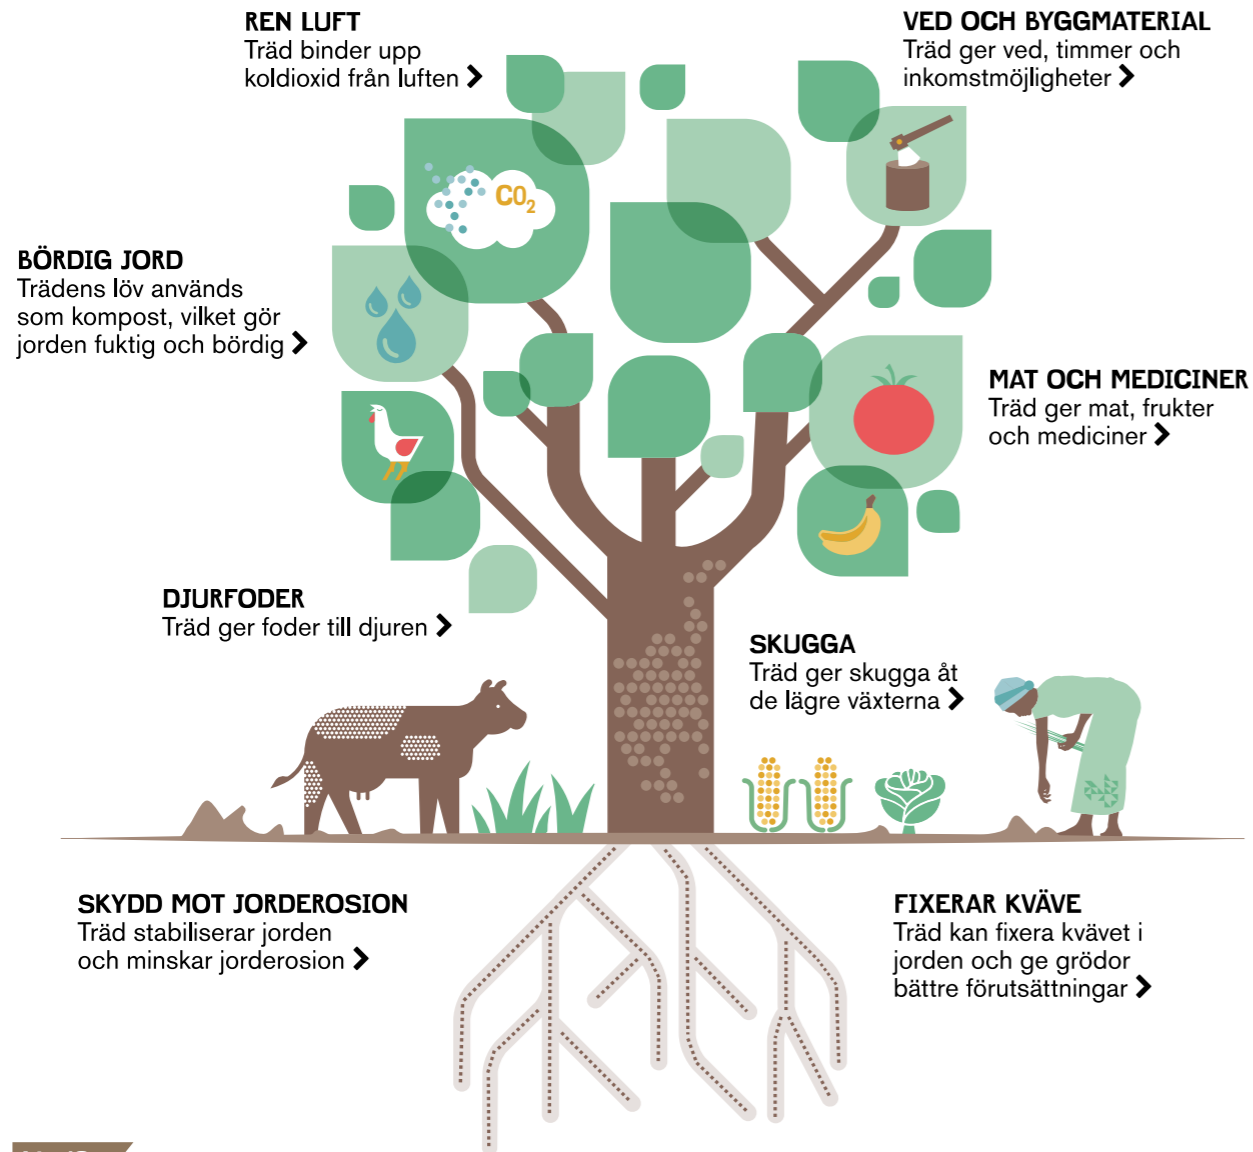 REN LUFT
Träd binder upp
koldioxid från luften
VED OCH BYGGMATERIAL
Träd ger ved, timmer och
inkomstmöjligheter
CO2
BÖRDIG JORD
Trädens löv används
som kompost, vilket gör
jorden fuktig och bördig
MAT OCH MEDICINER
Träd ger mat, frukter
och mediciner
DJURFODER
Träd ger foder till djuren
SKUGGA
Träd ger skugga åt
de lägre växterna
SKYDD MOT JORDEROSION
Träd stabiliserar jorden
och minskar jorderosion
FIXERAR KVÄVE
Träd kan fixera kvävet i
jorden och ge grödor
bättre förutsättningar